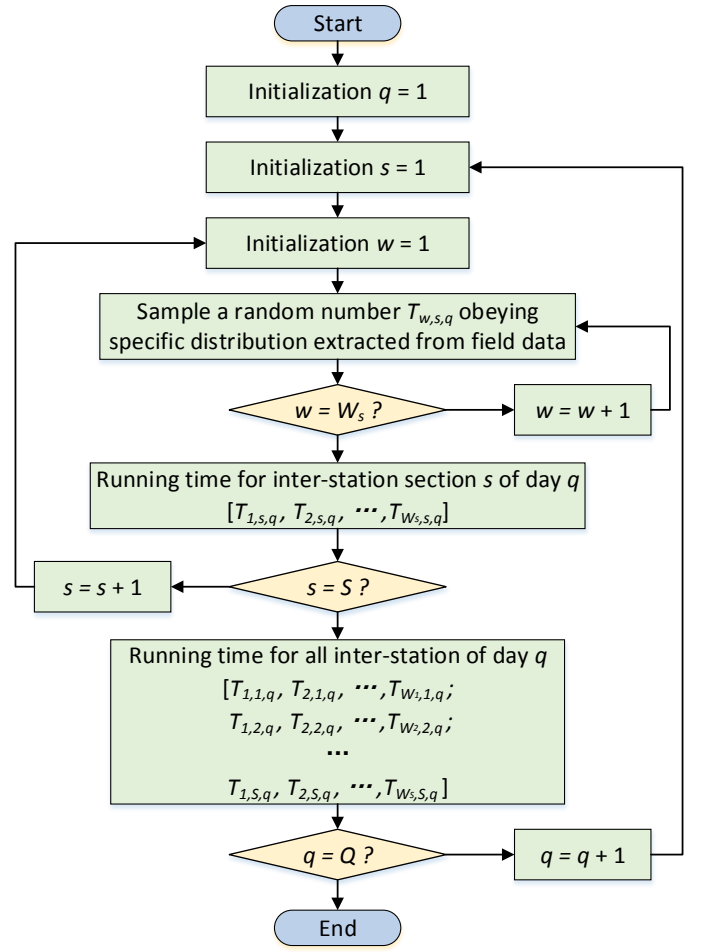 Start
Initialization q = 1
Initialization s = 1
Initialization w = 1
Sample a random number T_{w,s,q} obeying
specific distribution extracted from field data
w = W_s ?
w = w + 1
Running time for inter-station section s of day q
[T_{1,s,q}, T_{2,s,q}, ···,T_{W_s,s,q}]
s = s + 1
s = S ?
Running time for all inter-station of day q
[T_{1,1,q}, T_{2,1,q}, ···,T_{W_1,1,q};
T_{1,2,q}, T_{2,2,q}, ···,T_{W_2,2,q};
···
T_{1,S,q}, T_{2,S,q}, ···,T_{W_S,S,q}]
q = Q ?
q = q + 1
End